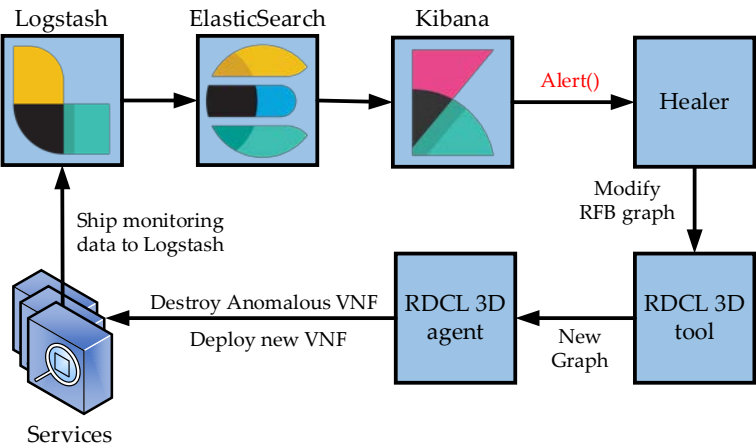 Logstash
ElasticSearch
Kibana
Alert()
Healer
Modify
RFB graph
Ship monitoring
data to Logstash
Destroy Anomalous VNF
Deploy new VNF
RDCL 3D
agent
New
Graph
RDCL 3D
tool
Services